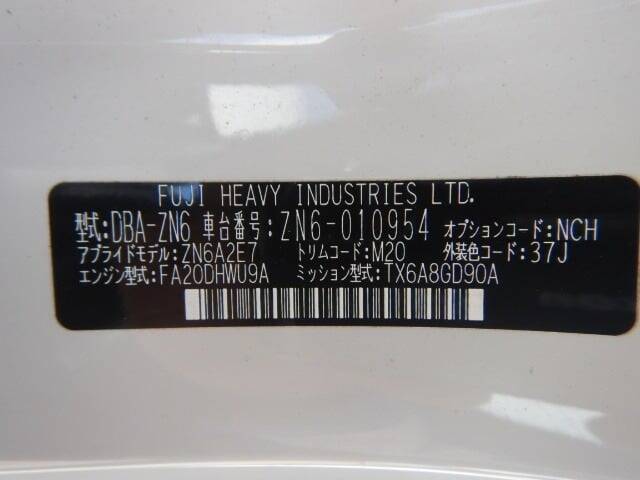 FUJI HEAVY INDUSTRIES LTD.
型式:DBA-ZN6 車台番号:ZN6-010954 オプションコード:NCH
アプライドモデル:ZN6A2E7 トリムコード:M20 外装色コード:37J
エンジン型式:FA20DHWU9A ミッション型式:TX6A8GD90A